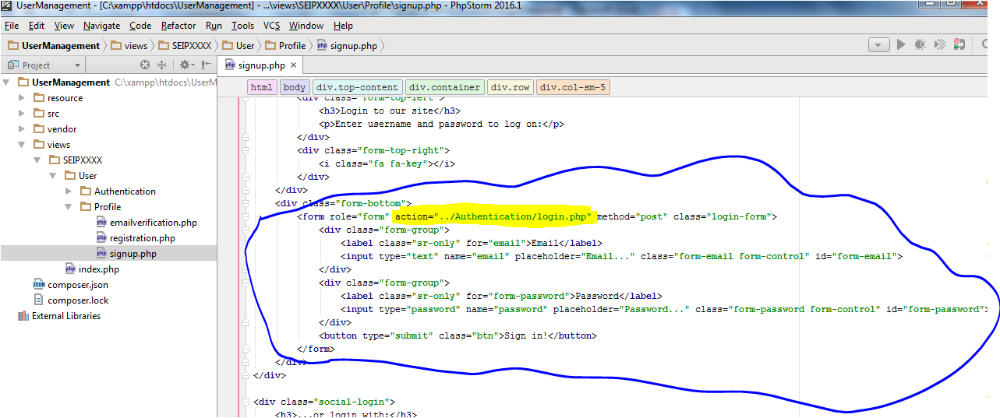 UserManagement - [C:\xampp\htdocs\UserManagement] - ...\views\SEIPXXXX\User\Profile\signup.php - PhpStorm 2016.1
File Edit View Navigate Code Refactor Run Tools VCS Window Help
UserManagement views SEIPXXXX User Profile signup.php
Project
signup.php
html body div.top-content div.container div.row div.col-sm-5
UserManagement C:\xampp\htdocs\UserM
resource
src
vendor
views
SEIPXXXX
User
Authentication
Profile
emailverification.php
registration.php
signup.php
index.php
composer.json
composer.lock
External Libraries
<div class="form-top-left">
<h3>Login to our site</h3>
<p>Enter username and password to log on:</p>
</div>
<div class="form-top-right">
<i class="fa fa-key"></i>
</div>
</div>
<div class="form-bottom">
<form role="form" action="../Authentication/login.php" method="post" class="login-form">
<div class="form-group">
<label class="sr-only" for="email">Email</label>
<input type="text" name="email" placeholder="Email..." class="form-email form-control" id="form-email">
</div>
<div class="form-group">
<label class="sr-only" for="form-password">Password</label>
<input type="password" name="password" placeholder="Password..." class="form-password form-control" id="form-password">
</div>
<button type="submit" class="btn">Sign in!</button>
</form>
</div>
</div>
<div class="social-login">
<h3>...or login with:</h3>